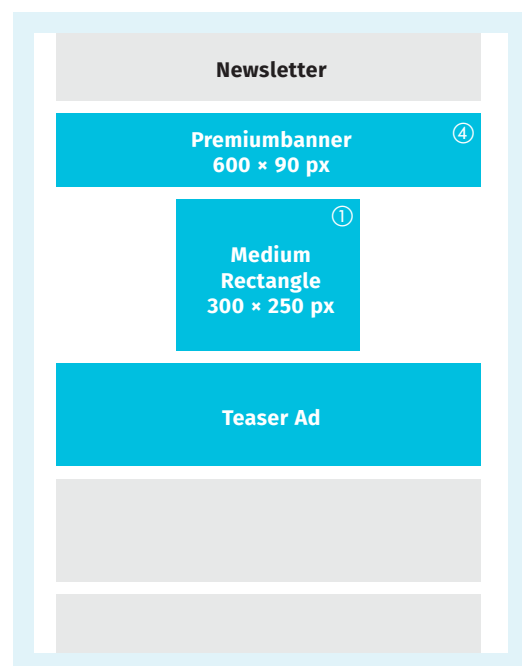 Newsletter
Premiumbanner
④
600 × 90 px
①
Medium
Rectangle
300 × 250 px
Teaser Ad